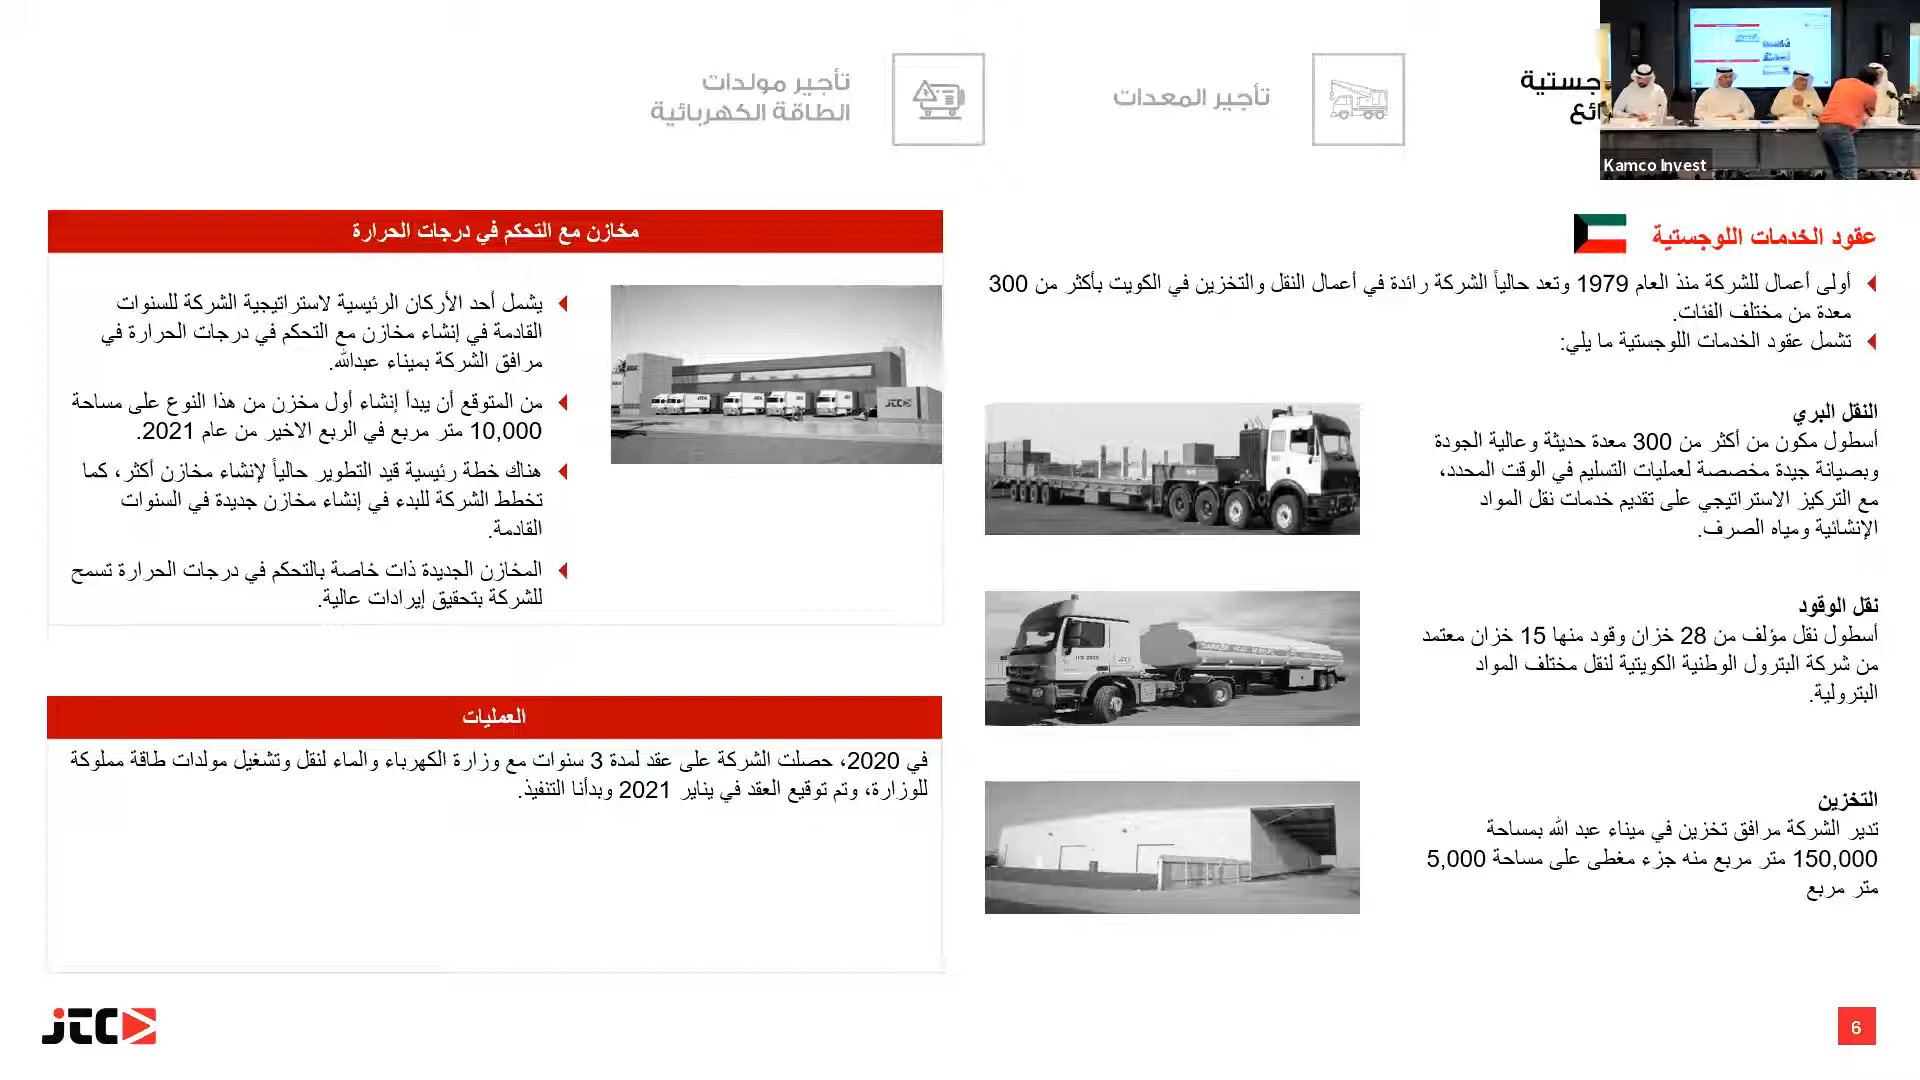 جستية
ائع
تأجير المعدات
تأجير مولدات
الطاقة الكهربائية
Kamco Invest
عقود الخدمات اللوجستية
أولى أعمال للشركة منذ العام 1979 وتعد حالياً الشركة رائدة في أعمال النقل والتخزين في الكويت بأكثر من 300
معدة من مختلف الفئات.
تشمل عقود الخدمات اللوجستية ما يلي:
النقل البري
أسطول مكون من أكثر من 300 معدة حديثة وعالية الجودة
وبصيانة جيدة مخصصة لعمليات التسليم في الوقت المحدد،
مع التركيز الاستراتيجي على تقديم خدمات نقل المواد
الإنشائية ومياه الصرف.
نقل الوقود
أسطول نقل مؤلف من 28 خزان وقود منها 15 خزان معتمد
من شركة البترول الوطنية الكويتية لنقل مختلف المواد
البترولية.
التخزين
تدير الشركة مرافق تخزين في ميناء عبد الله بمساحة
150,000 متر مربع منه جزء مغطى على مساحة 5,000
متر مربع
مخازن مع التحكم في درجات الحرارة
يشمل أحد الأركان الرئيسية لاستراتيجية الشركة للسنوات
القادمة في إنشاء مخازن مع التحكم في درجات الحرارة في
مرافق الشركة بميناء عبدالله.
من المتوقع أن يبدأ إنشاء أول مخزن من هذا النوع على مساحة
10,000 متر مربع في الربع الاخير من عام 2021.
هناك خطة رئيسية قيد التطوير حالياً لإنشاء مخازن أكثر، كما
تخطط الشركة للبدء في إنشاء مخازن جديدة في السنوات
القادمة.
المخازن الجديدة ذات خاصة بالتحكم في درجات الحرارة تسمح
للشركة بتحقيق إيرادات عالية.
JTC
العمليات
في 2020، حصلت الشركة على عقد لمدة 3 سنوات مع وزارة الكهرباء والماء لنقل وتشغيل مولدات طاقة مملوكة
للوزارة، وتم توقيع العقد في يناير 2021 وبدأنا التنفيذ.
JTC
6